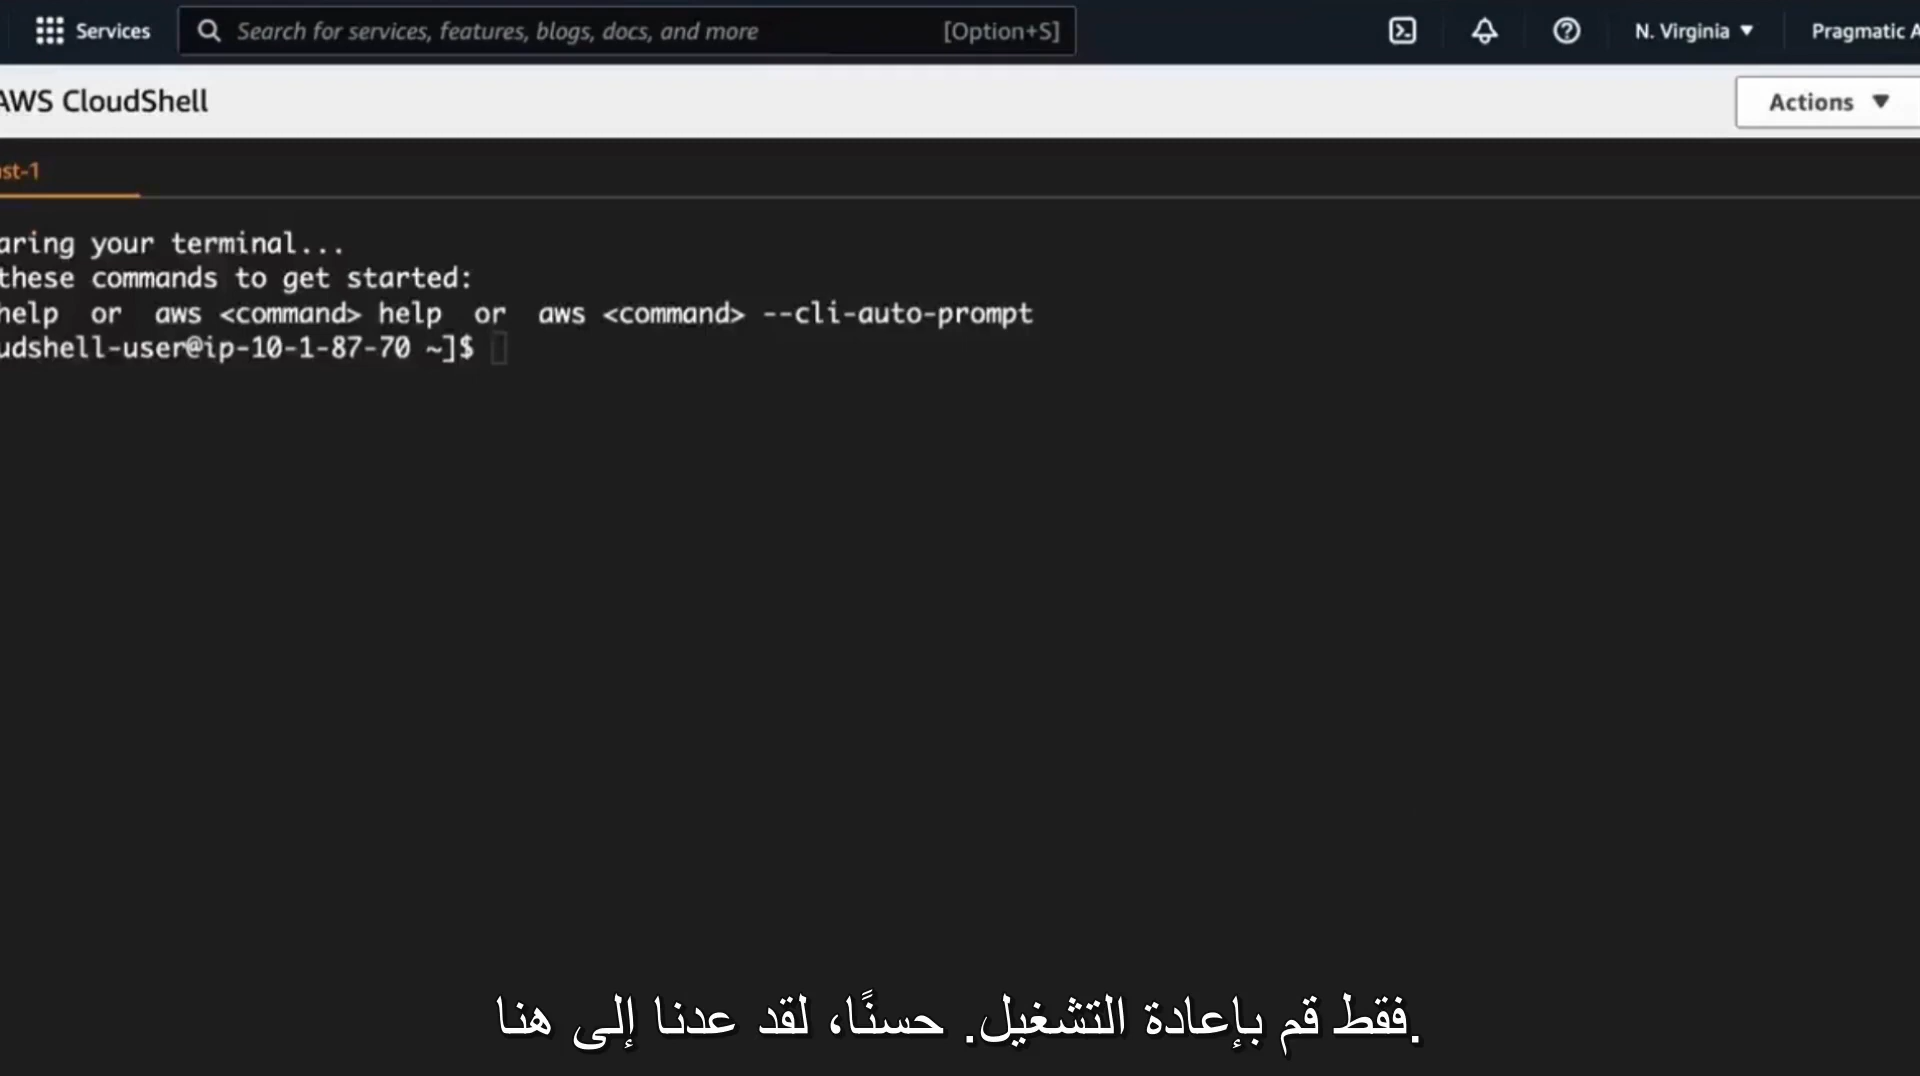 Services
Search for services, features, blogs, docs, and more
[Option+S]
N. Virginia
Pragmatic A
AWS CloudShell
Actions
st-1
aring your terminal...
these commands to get started:
help or aws <command> help or aws <command> --cli-auto-prompt
udshell-user@ip-10-1-87-70 ~]$
فقط قم بإعادة التشغيل. حسنًا، لقد عدنا إلى هنا.